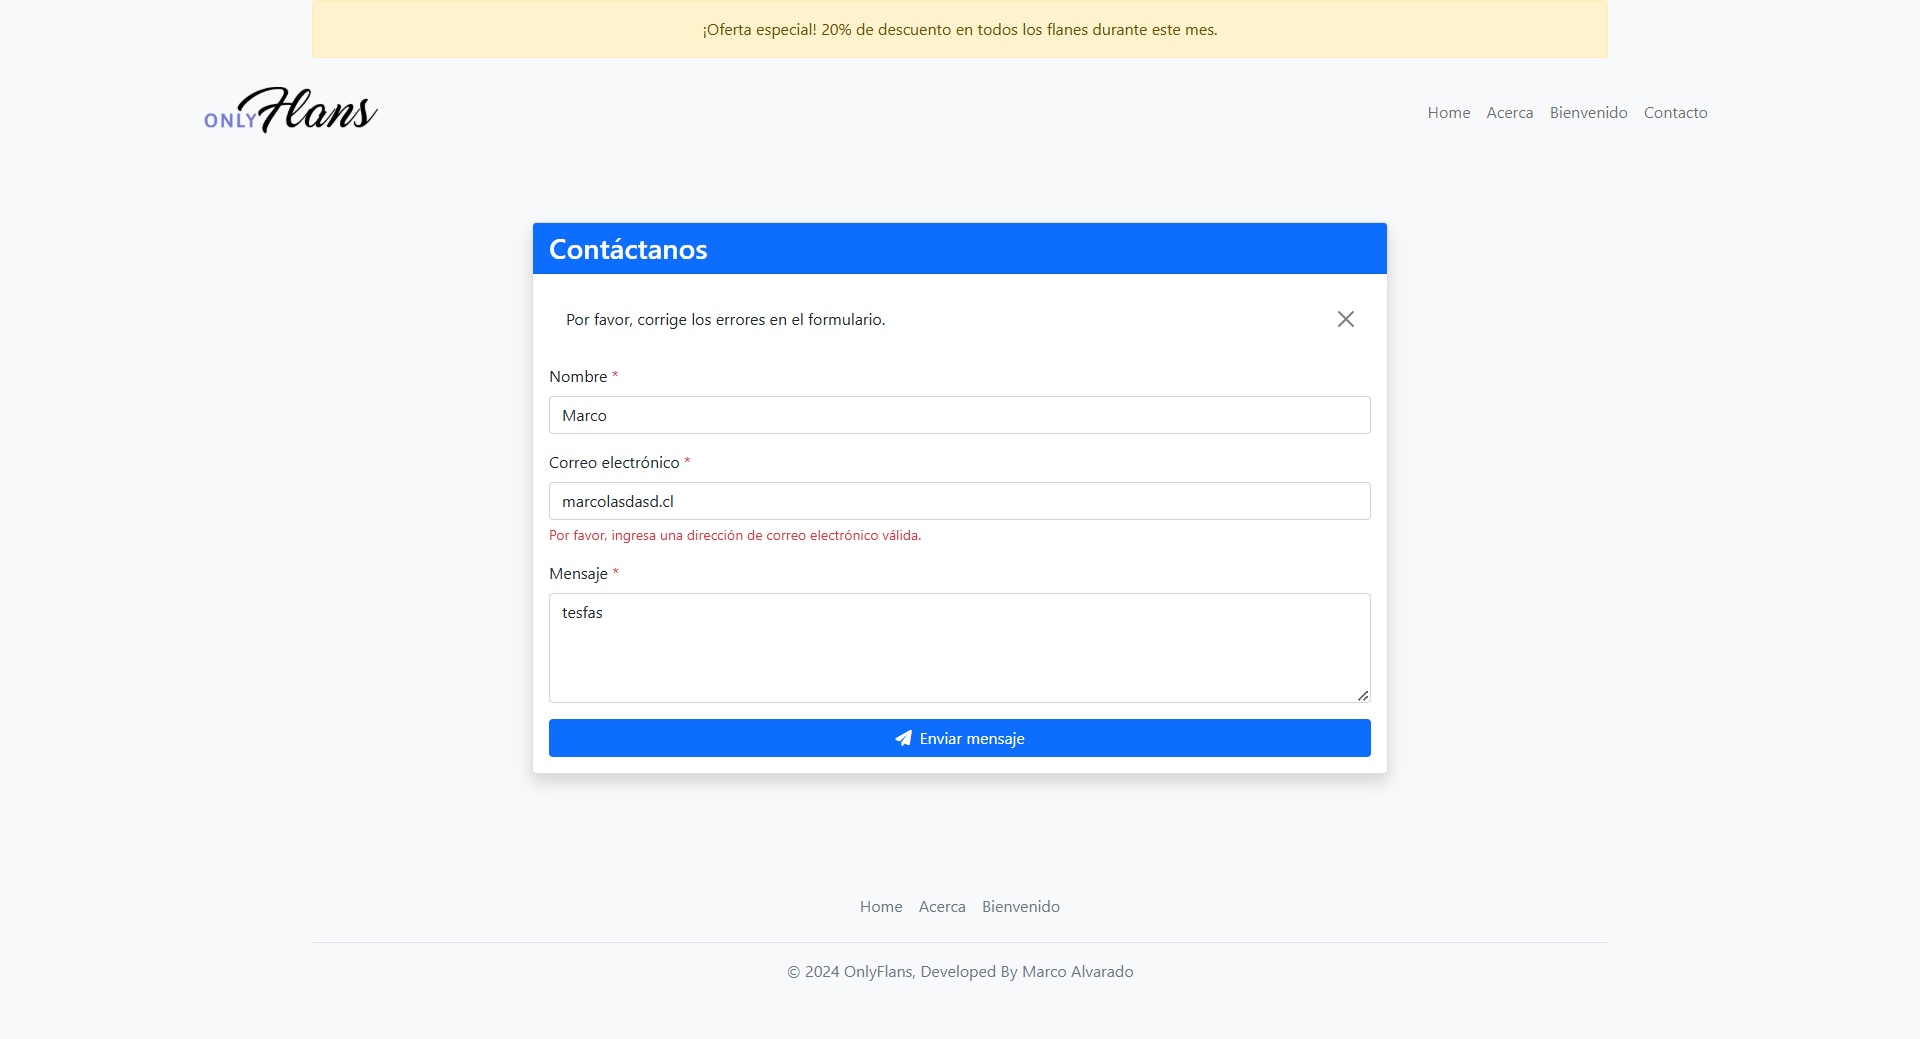 ¡Oferta especial! 20% de descuento en todos los flanes durante este mes.
ONLY Flans
Home Acerca Bienvenido Contacto
Contáctanos
Por favor, corrige los errores en el formulario.
Nombre *
Marco
Correo electrónico *
marcolasdasd.cl
Por favor, ingresa una dirección de correo electrónico válida.
Mensaje *
tesfas
Enviar mensaje
Home Acerca Bienvenido
© 2024 OnlyFlans, Developed By Marco Alvarado